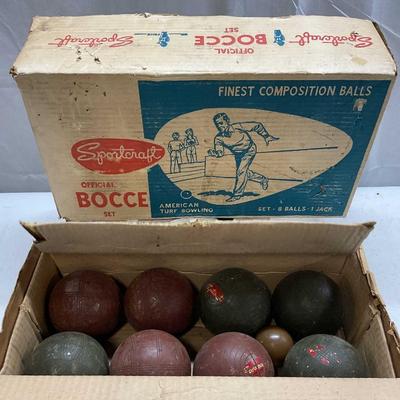 Sportcraft
OFFICIAL
BOCCE
SET
Sportcraft
FINEST COMPOSITION BALLS
Sportcraft
OFFICIAL
BOCCE
SET
AMERICAN
TURF BOWLING
SET - 8 BALLS - 1 JACK